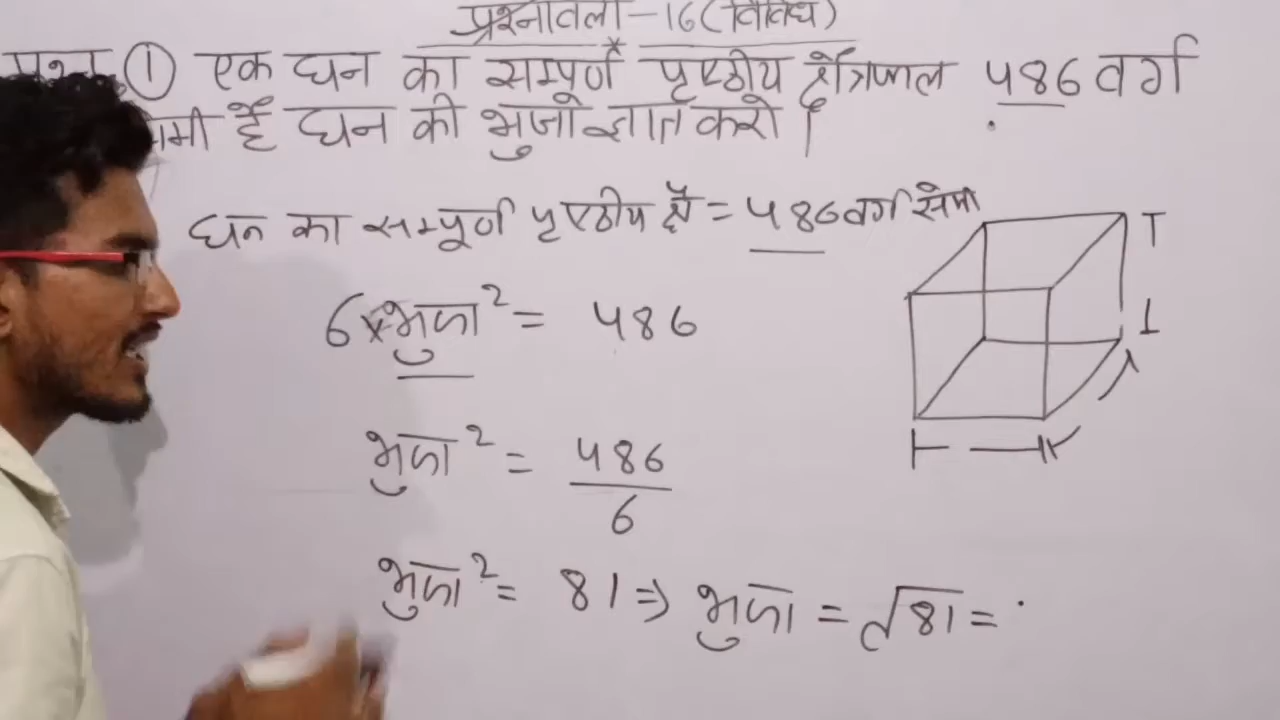 प्रश्नावली-16(विविध)
① एक घन का सम्पूर्ण पृष्ठीय क्षेत्रफल 486 वर्ग
है घन की भुजा ज्ञात करो।
घन का सम्पूर्ण पृष्ठीय क्षे = 486 वर्ग सेमी
6 × भुजा² = 486
भुजा² = 486/6
भुजा² = 81 ⇒ भुजा = √81 =